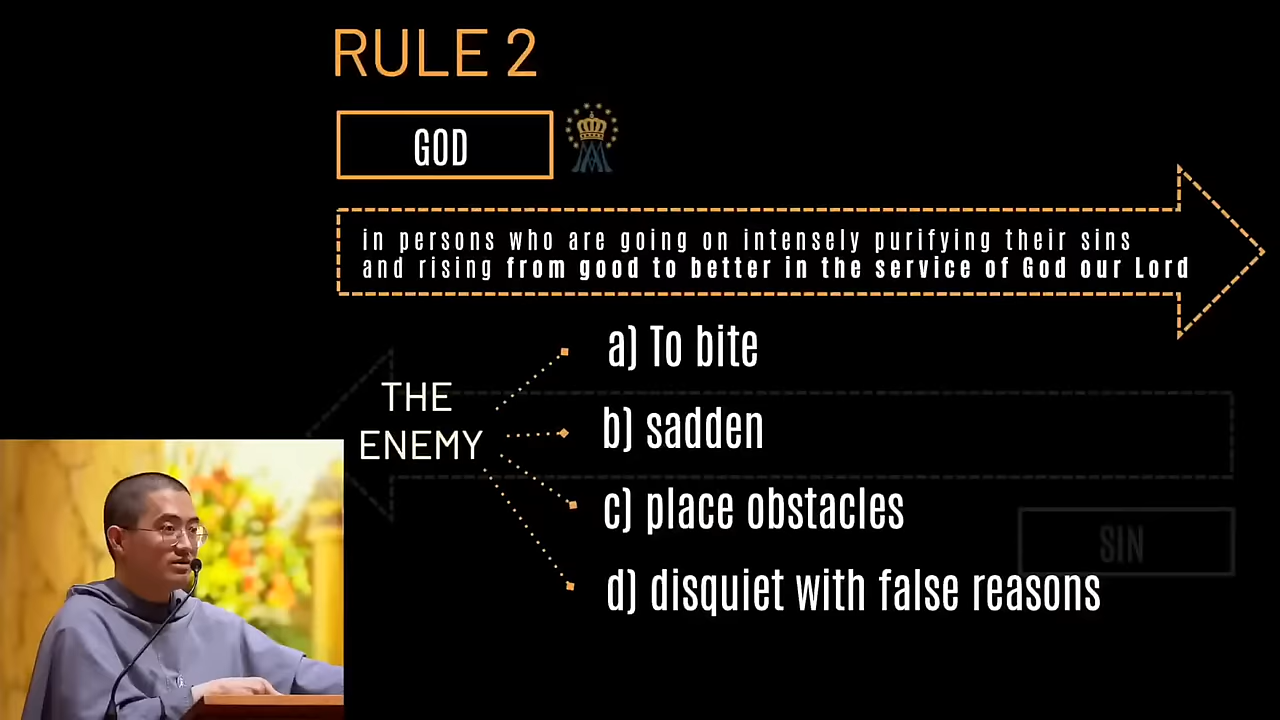 RULE 2
GOD
in persons who are going on intensely purifying their sins
and rising from good to better in the service of God our Lord
THE
ENEMY
a) To bite
b) sadden
c) place obstacles
d) disquiet with false reasons
SIN